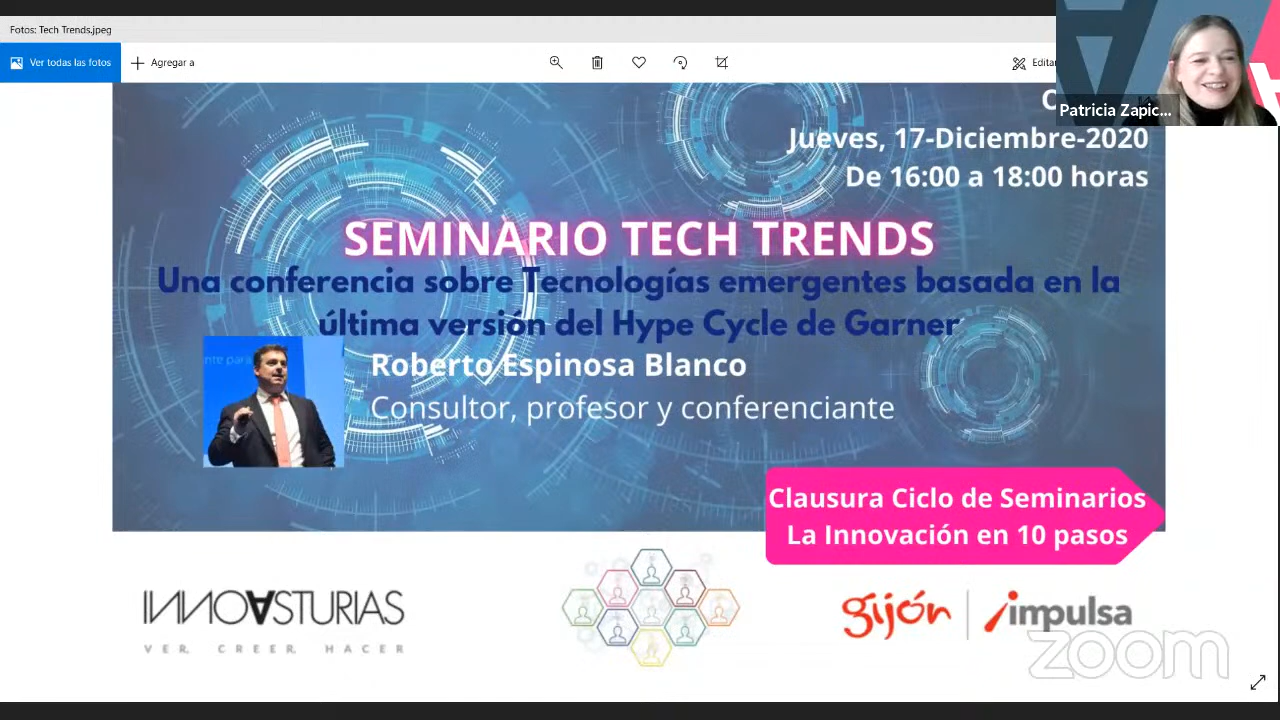 Fotos: Tech Trends.jpeg
Ver todas las fotos
Agregar a
Editar
Patricia Zapic...
Jueves, 17-Diciembre-2020
De 16:00 a 18:00 horas
SEMINARIO TECH TRENDS
Una conferencia sobre Tecnologías emergentes basada en la
última versión del Hype Cycle de Garner
Roberto Espinosa Blanco
Consultor, profesor y conferenciante
Clausura Ciclo de Seminarios
La Innovación en 10 pasos
INNOASTURIAS
VER, CREER, HACER
gijón
impulsa
zoom